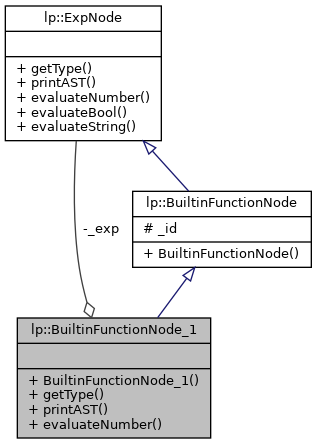 lp::ExpNode
+ getType()
+ printAST()
+ evaluateNumber()
+ evaluateBool()
+ evaluateString()
-_exp
lp::BuiltinFunctionNode
# _id
+ BuiltinFunctionNode()
lp::BuiltinFunctionNode_1
+ BuiltinFunctionNode_1()
+ getType()
+ printAST()
+ evaluateNumber()